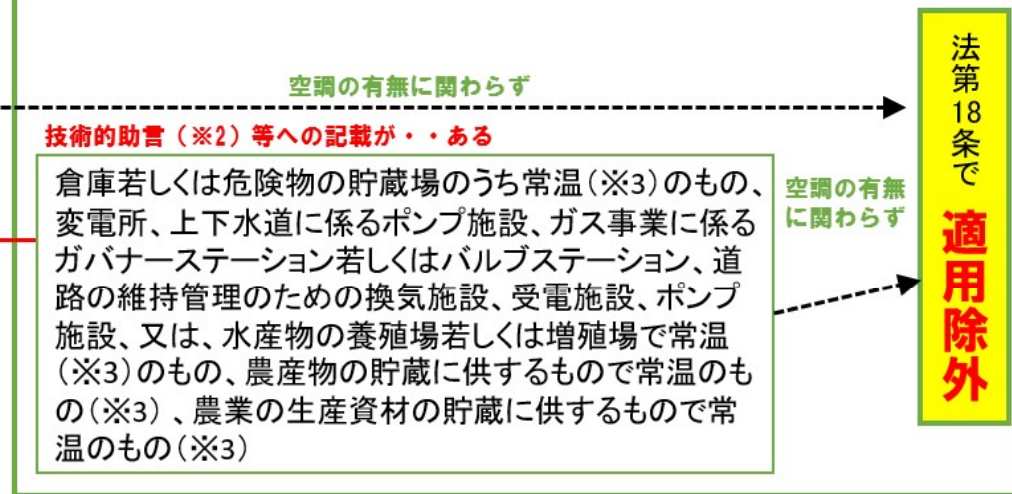 空調の有無に関わらず
技術的助言（※2）等への記載が・・ある
倉庫若しくは危険物の貯蔵場のうち常温（※3）のもの、
変電所、上下水道に係るポンプ施設、ガス事業に係る
ガバナーステーション若しくはバルブステーション、道
路の維持管理のための換気施設、受電施設、ポンプ
施設、又は、水産物の養殖場若しくは増殖場で常温
（※3）のもの、農産物の貯蔵に供するもので常温のも
の（※3）、農業の生産資材の貯蔵に供するもので常
温のもの（※3）
空調の有無
に関わらず
法第18条で 適用除外